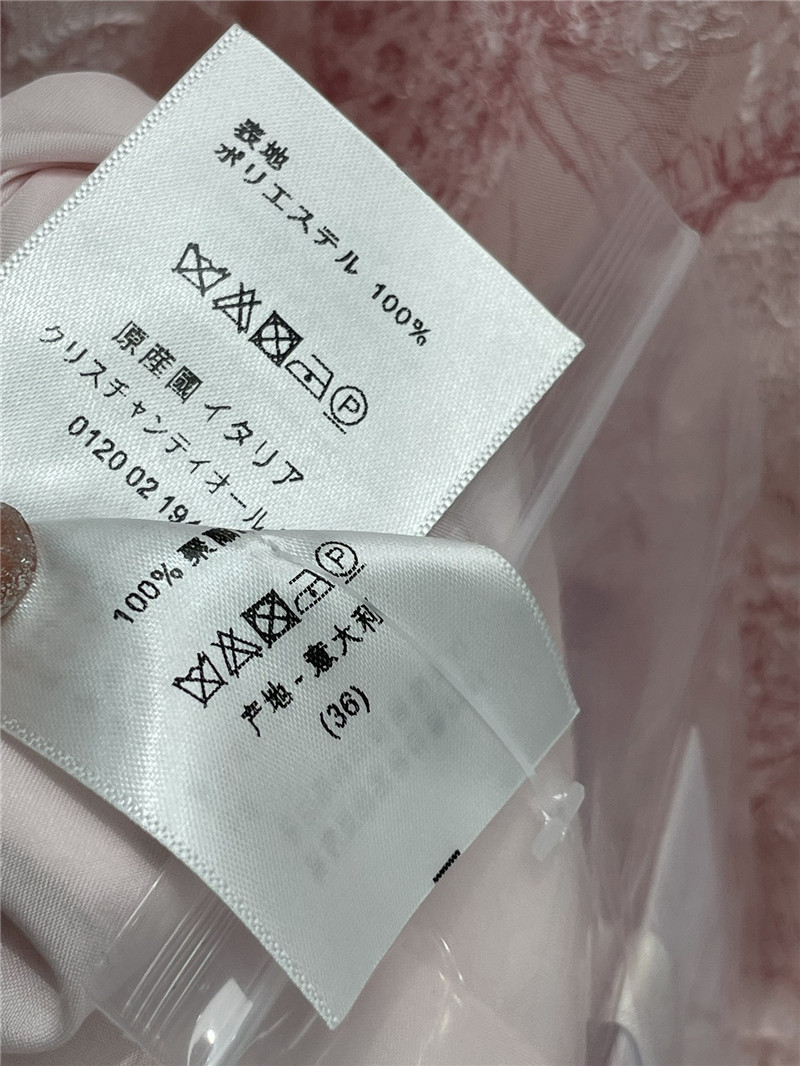 表地
ポリエステル 100%
P
原産國 イタリア
クリスチャンディオール
0120 02 19
100% 聚
P
产地 - 意大利
(36)